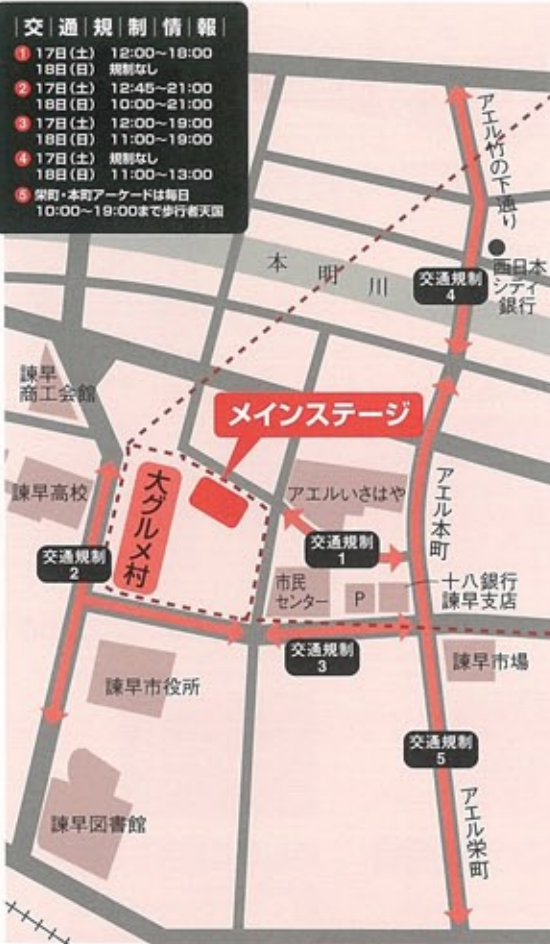 交通規制情報
1 17日(土) 12:00〜18:00
18日(日) 規制なし
2 17日(土) 12:45〜21:00
18日(日) 10:00〜21:00
3 17日(土) 12:00〜19:00
18日(日) 11:00〜19:00
4 17日(土) 規制なし
18日(日) 11:00〜13:00
5 栄町・本町アーケードは毎日
10:00〜19:00まで歩行者天国
アエル竹の下通り
本明川
西日本
シティ
銀行
交通規制
4
諫早
商工会館
メインステージ
大グルメ村
諫早高校
アエルいさはや
アエル本町
交通規制
1
交通規制
2
市民
センター
P
十八銀行
諫早支店
交通規制
3
諫早市場
諫早市役所
交通規制
5
アエル栄町
諫早図書館